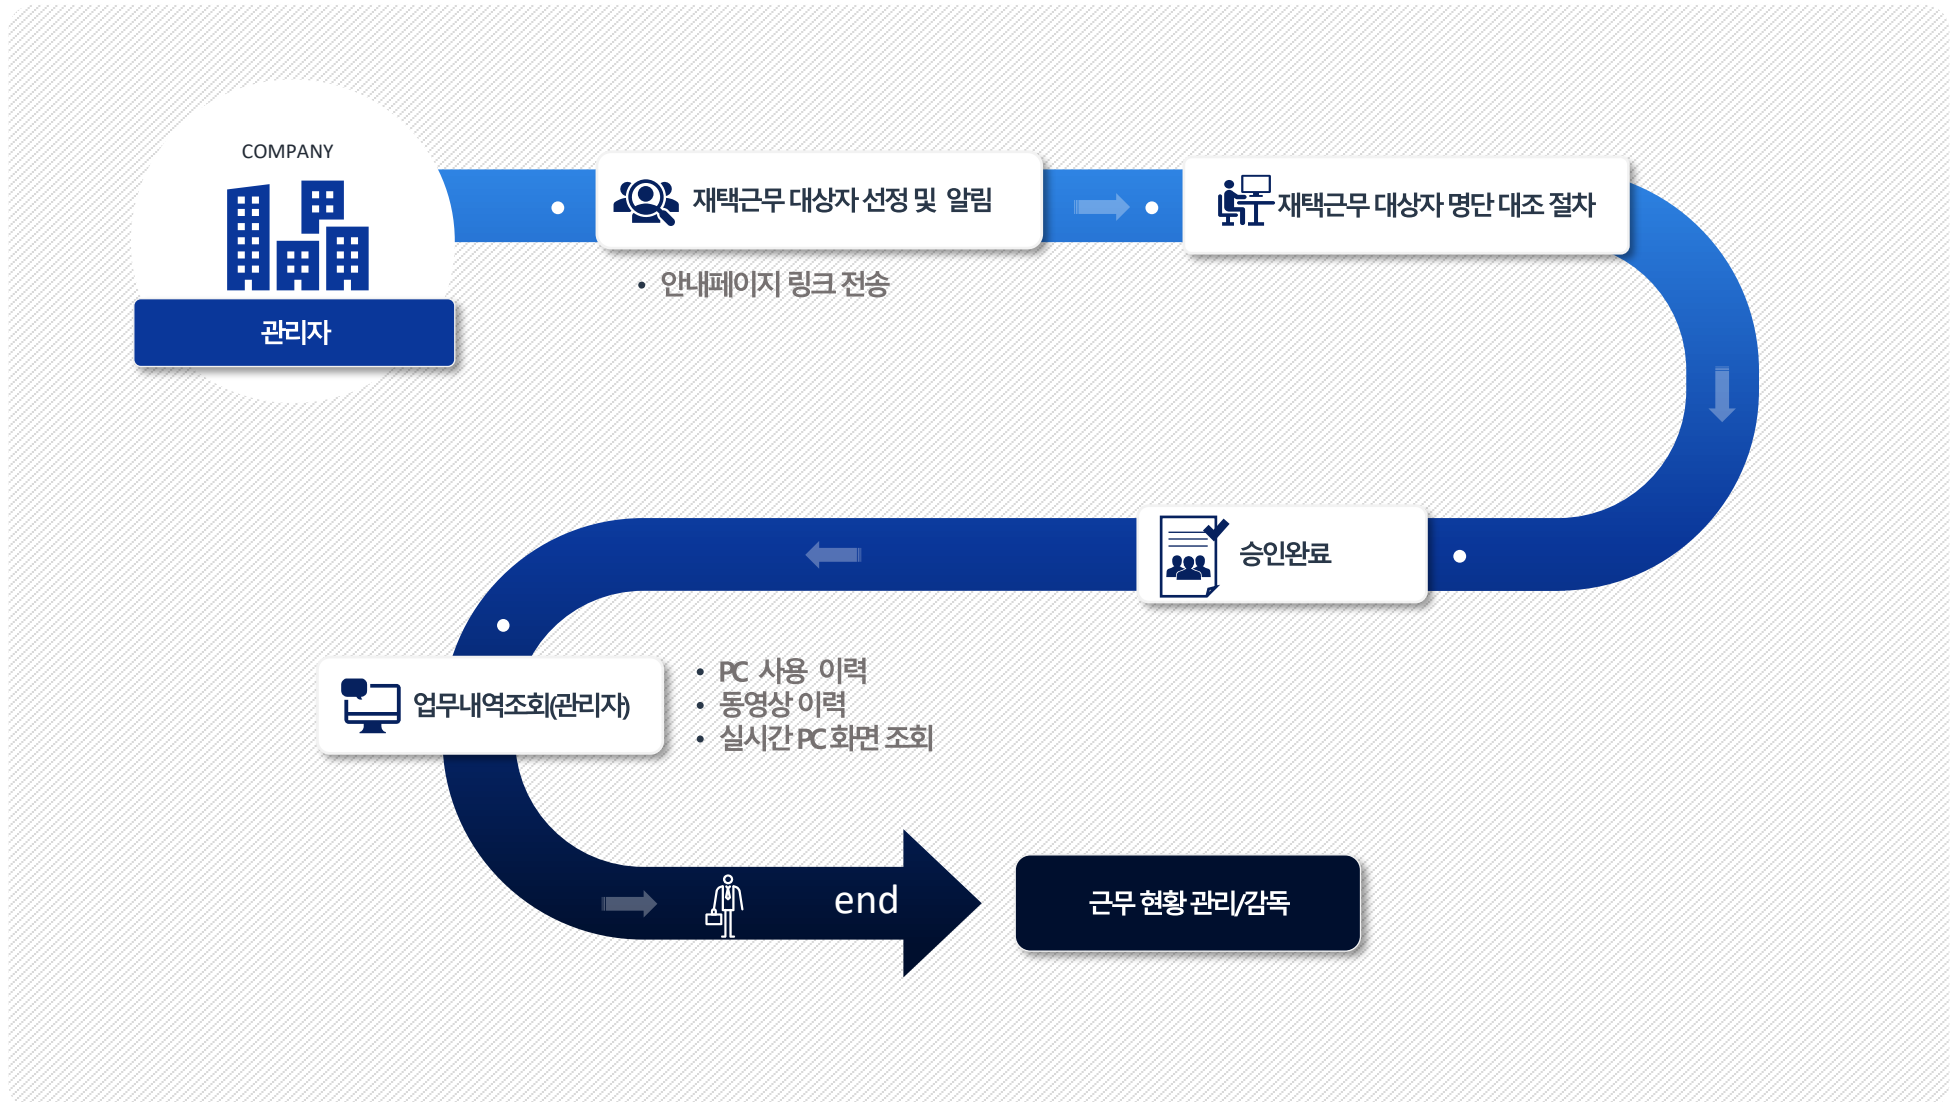 COMPANY
관리자
재택근무 대상자 선정 및 알림
• 안내페이지 링크 전송
재택근무 대상자 명단 대조 절차
승인완료
업무내역조회(관리자)
• PC 사용 이력
• 동영상 이력
• 실시간 PC 화면 조회
end
근무 현황 관리/감독